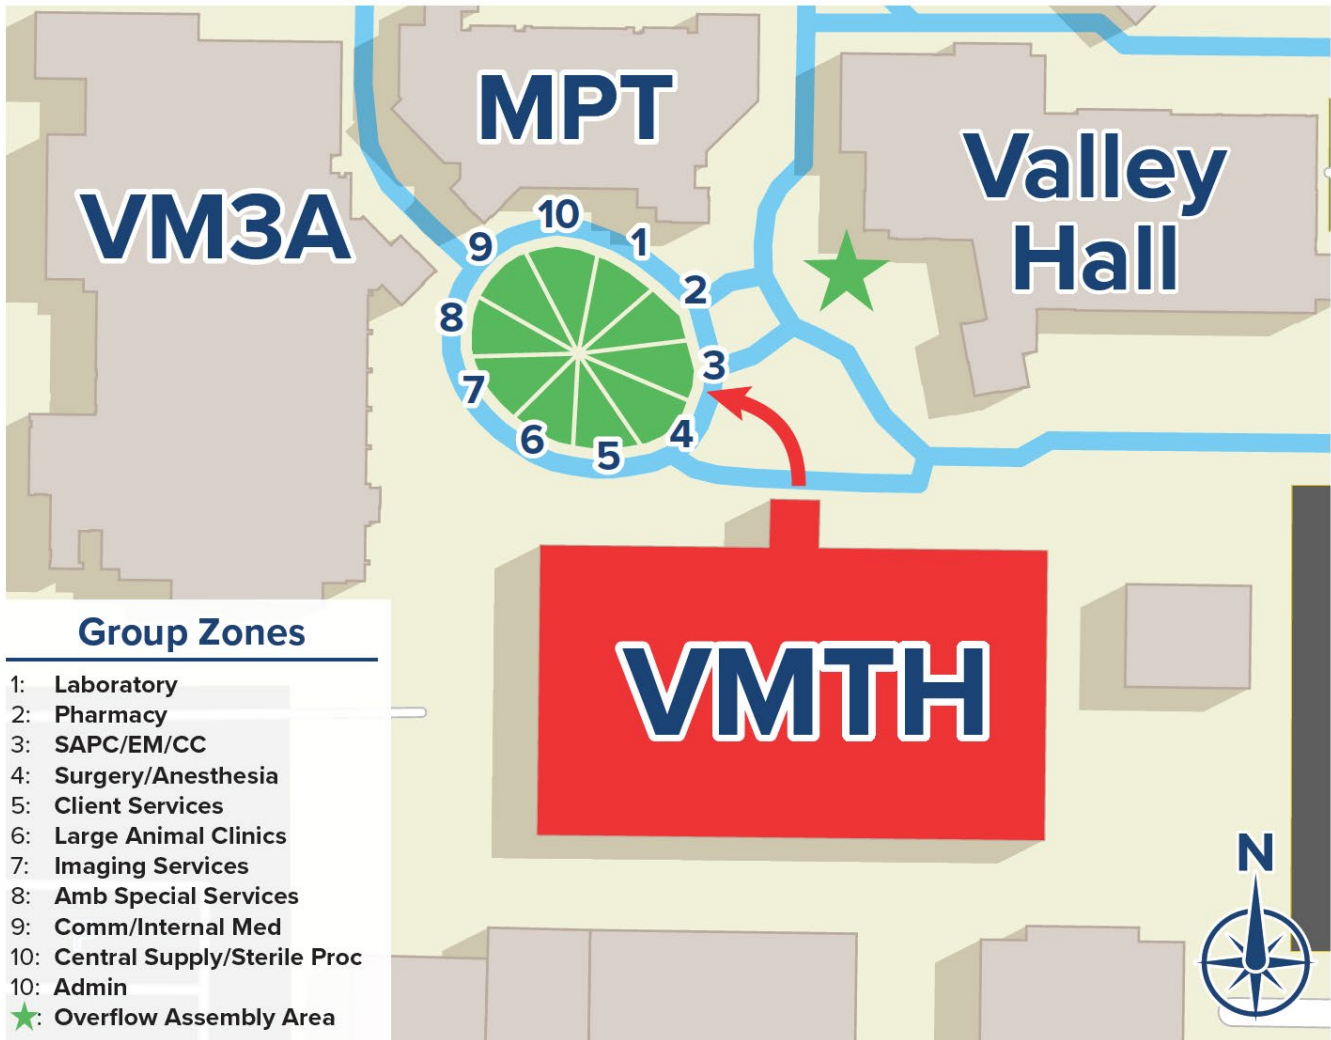 MPT
Valley
Hall
VM3A
10
1
9
2
8
3
7
4
6
5
VMTH
Group Zones
1: Laboratory
2: Pharmacy
3: SAPC/EM/CC
4: Surgery/Anesthesia
5: Client Services
6: Large Animal Clinics
7: Imaging Services
8: Amb Special Services
9: Comm/Internal Med
10: Central Supply/Sterile Proc
10: Admin
: Overflow Assembly Area
N